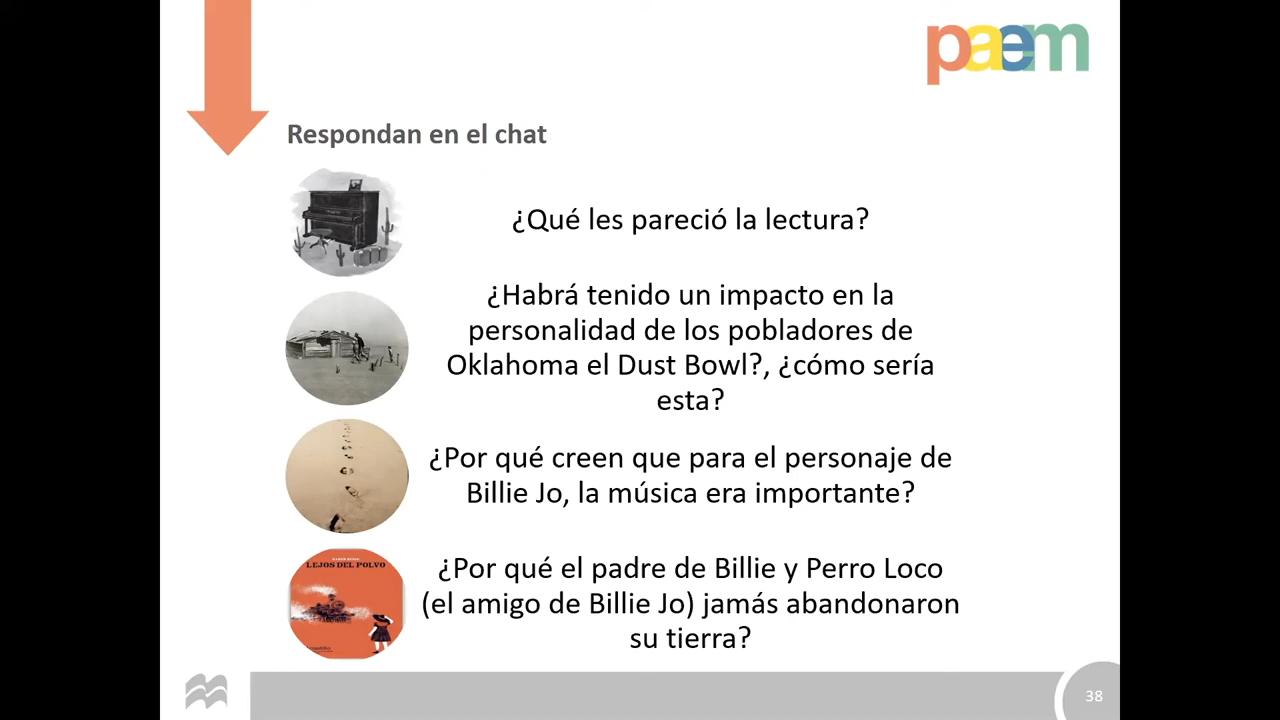 paem
Respondan en el chat
¿Qué les pareció la lectura?
¿Habrá tenido un impacto en la
personalidad de los pobladores de
Oklahoma el Dust Bowl?, ¿cómo sería
esta?
¿Por qué creen que para el personaje de
Billie Jo, la música era importante?
LEJOS DEL POLVO
¿Por qué el padre de Billie y Perro Loco
(el amigo de Billie Jo) jamás abandonaron
su tierra?
38